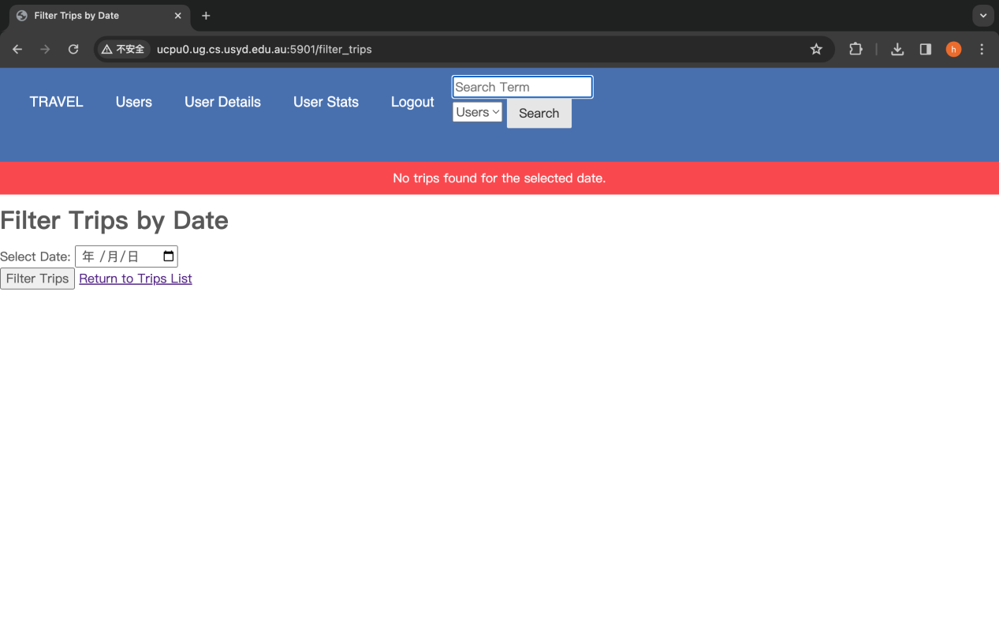 Filter Trips by Date
不安全 ucpu0.ug.cs.usyd.edu.au:5901/filter_trips
h
TRAVEL Users User Details User Stats Logout
Search Term
Users Search
No trips found for the selected date.
Filter Trips by Date
Select Date: 年 /月/日
Filter Trips Return to Trips List